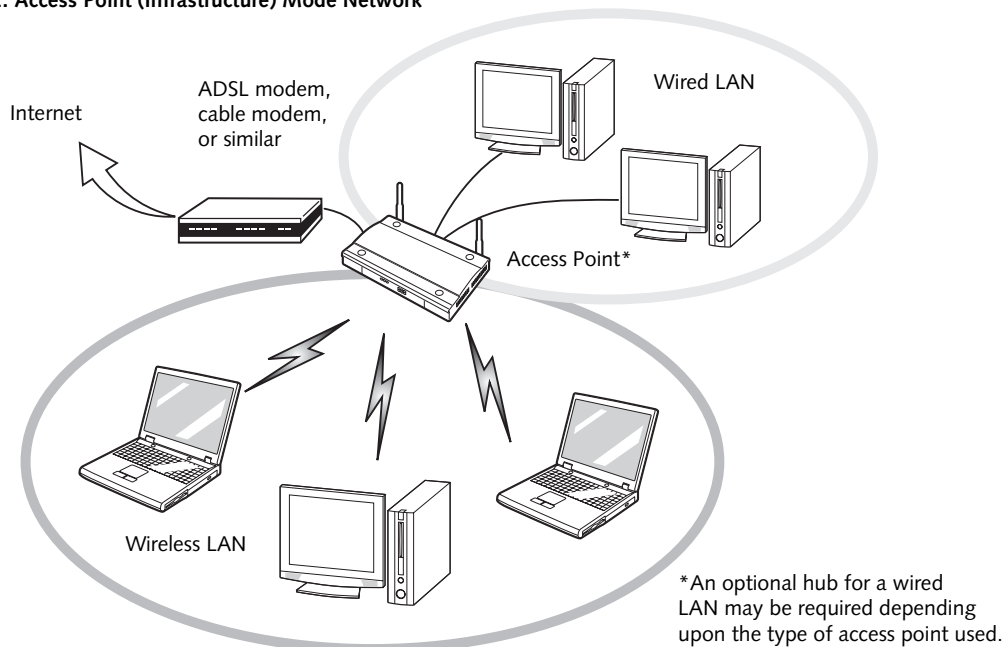 Access Point (Infrastructure) Mode Network
Internet
ADSL modem,
cable modem,
or similar
Wired LAN
Access Point*
Wireless LAN
*An optional hub for a wired
LAN may be required depending
upon the type of access point used.